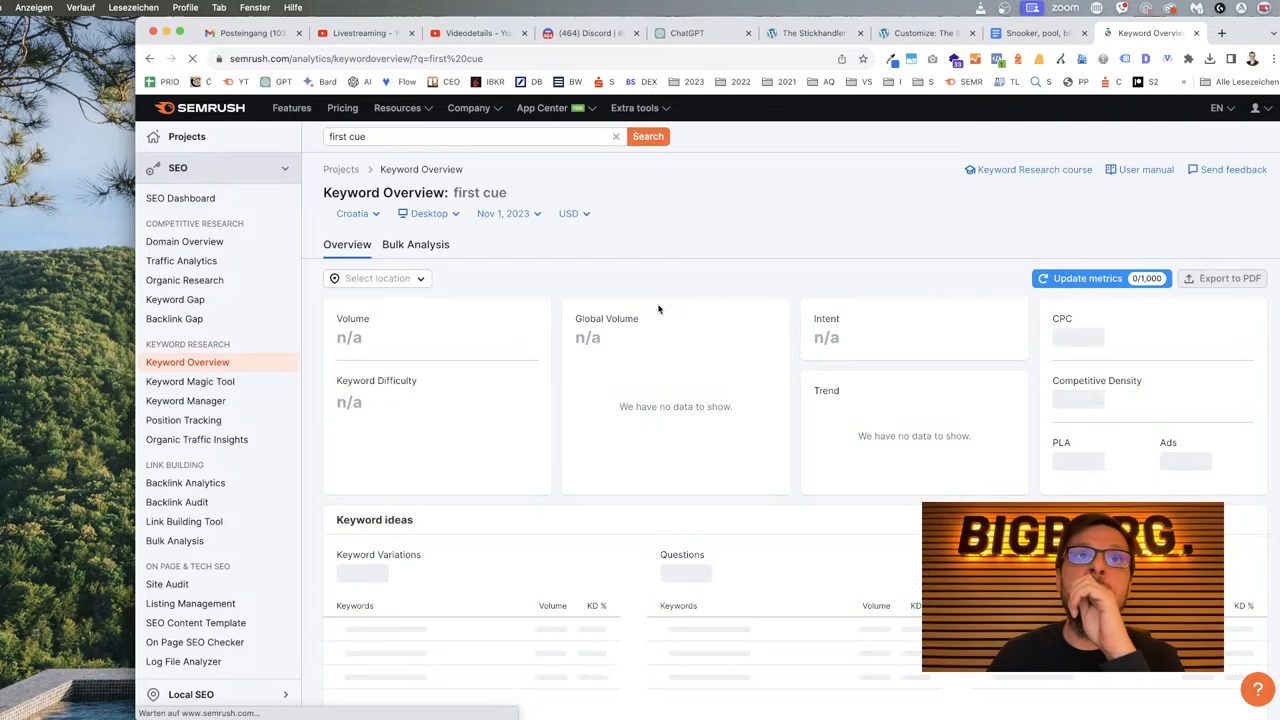 Anzeigen Verlauf Lesezeichen Profile Tab Fenster Hilfe zoom
Posteingang (103 Livestreaming - Y Videodetails - Yo (464) Discord | # ChatGPT The Stickhandler Customize: The S Snooker, pool, bil Keyword Overvie
semrush.com/analytics/keywordoverview/?q=first%20cue
PRIO YT GPT Bard AI Flow CEO IBKR DB BW S DEX 2023 2022 2021 AQ VS I SEMR TL S PP C S2 » Alle Lesezeichen
SEMRUSH Features Pricing Resources Company App Center NEW Extra tools EN
Projects
first cue Search
SEO
Projects > Keyword Overview Keyword Research course User manual Send feedback
Keyword Overview: first cue
SEO Dashboard
Croatia Desktop Nov 1, 2023 USD
COMPETITIVE RESEARCH
Domain Overview
Overview Bulk Analysis
Traffic Analytics
Organic Research
Select location Update metrics 0/1,000 Export to PDF
Keyword Gap
Backlink Gap
Volume Global Volume Intent CPC
n/a n/a n/a
KEYWORD RESEARCH
Keyword Overview
Keyword Magic Tool
Keyword Difficulty Trend Competitive Density
Keyword Manager
n/a We have no data to show.
Position Tracking
Organic Traffic Insights
We have no data to show. PLA Ads
LINK BUILDING
Backlink Analytics
Backlink Audit
Link Building Tool
Keyword ideas
Bulk Analysis
Keyword Variations Questions
ON PAGE & TECH SEO
Site Audit
Listing Management
Keywords Volume KD % Keywords Volume KD KD %
SEO Content Template
On Page SEO Checker
Log File Analyzer
Local SEO
Warten auf www.semrush.com...
?